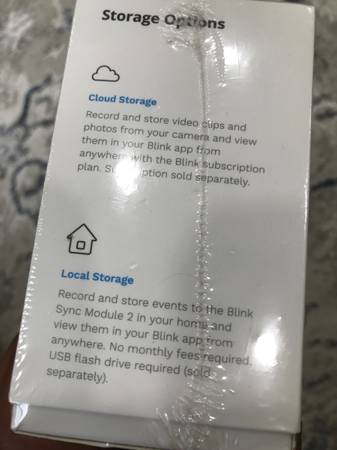 Storage Options
Cloud Storage
Record and store video clips and
photos from your camera and view
them in your Blink app from
anywhere with the Blink subscription
plan. Subscription sold separately.
Local Storage
Record and store events to the Blink
Sync Module 2 in your home and
view them in your Blink app from
anywhere. No monthly fees required.
USB flash drive required (sold
separately).